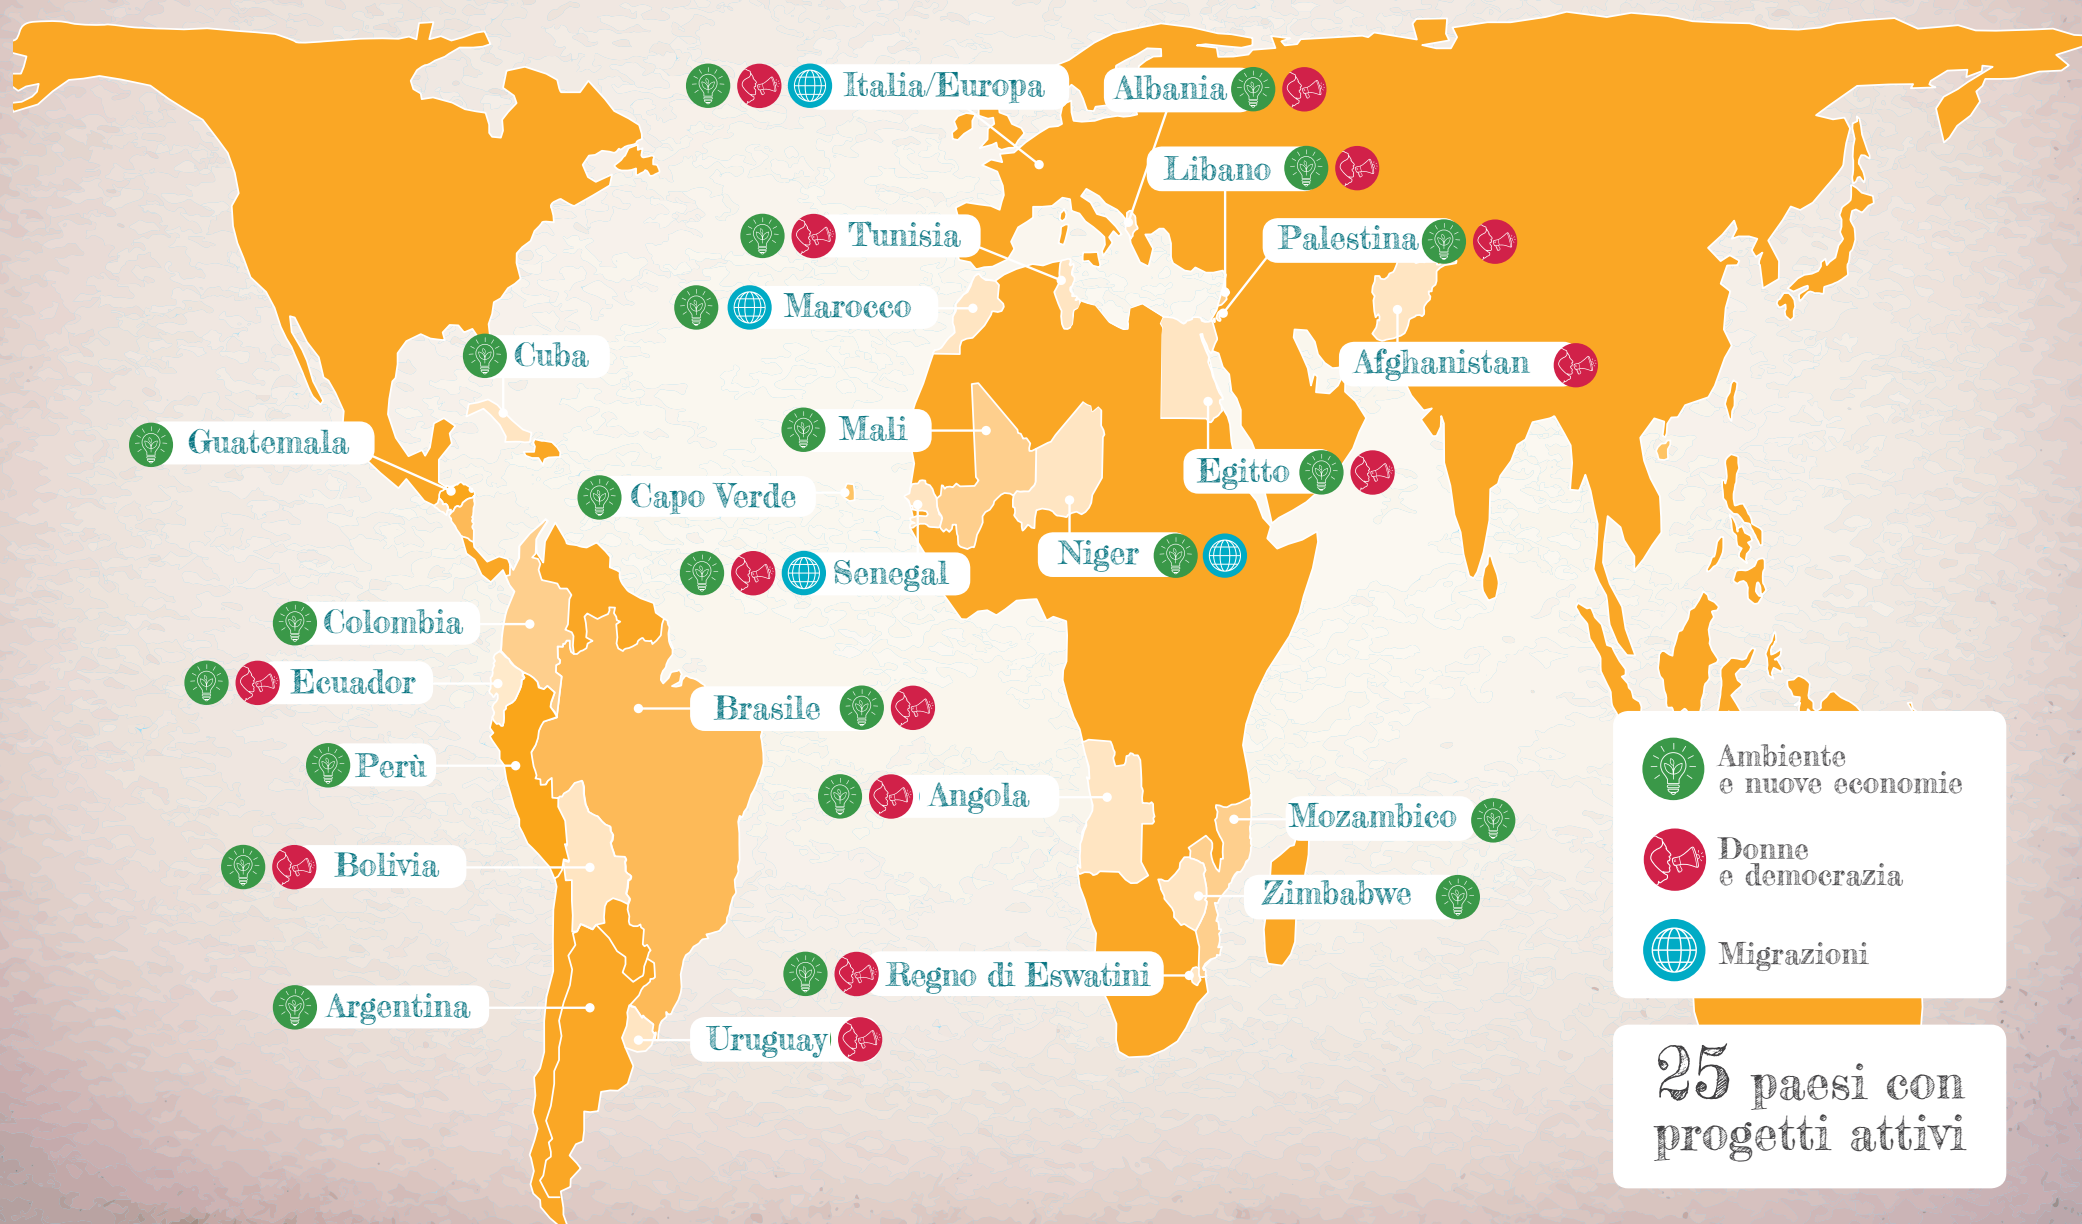 Italia/Europa
Albania
Libano
Tunisia
Palestina
Marocco
Cuba
Afghanistan
Guatemala
Mali
Egitto
Capo Verde
Niger
Senegal
Colombia
Ecuador
Brasile
Perù
Angola
Mozambico
Bolivia
Zimbabwe
Regno di Eswatini
Argentina
Uruguay
Ambiente
e nuove economie
Donne
e democrazia
Migrazioni
25 paesi con
progetti attivi